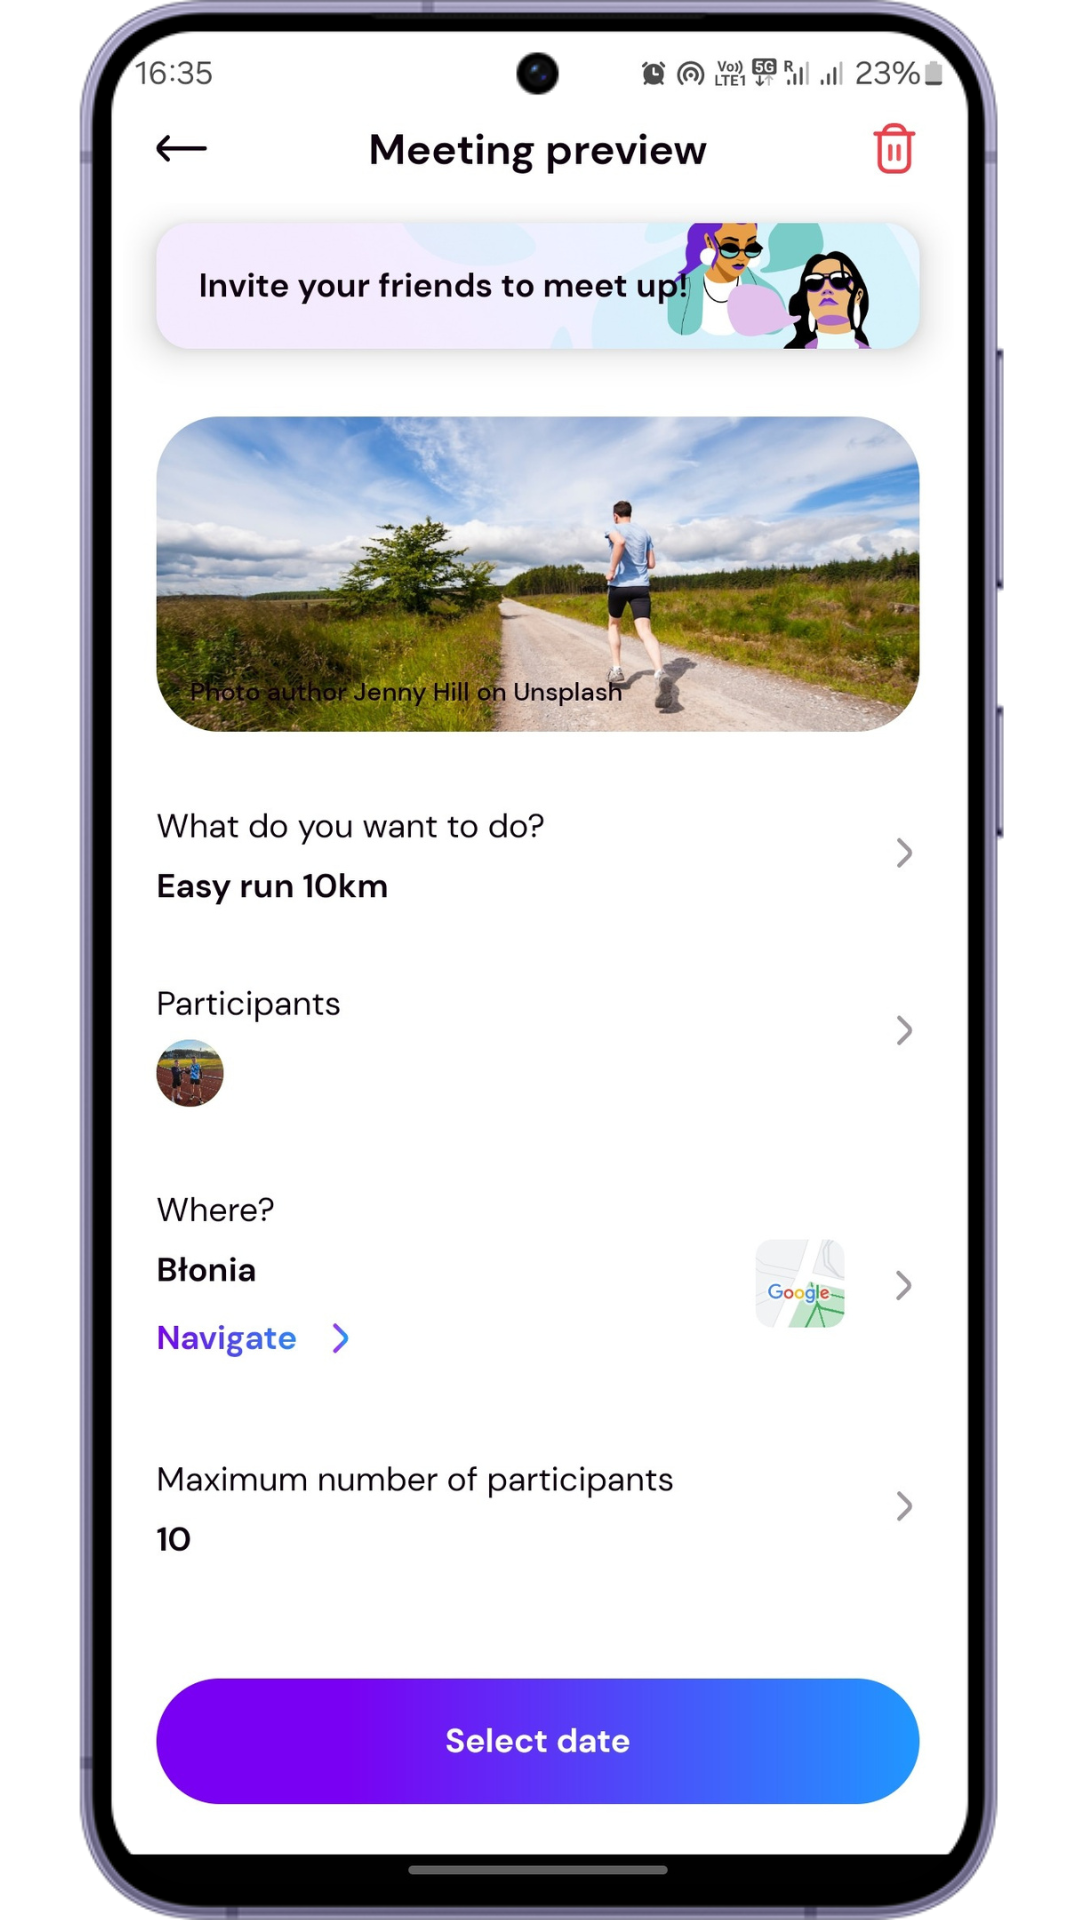 16:35
Vo)) LTE1 5G R 23%
Meeting preview
Invite your friends to meet up!
Photo author Jenny Hill on Unsplash
What do you want to do?
Easy run 10km
Participants
Where?
Błonia
Google
Navigate
Maximum number of participants
10
Select date